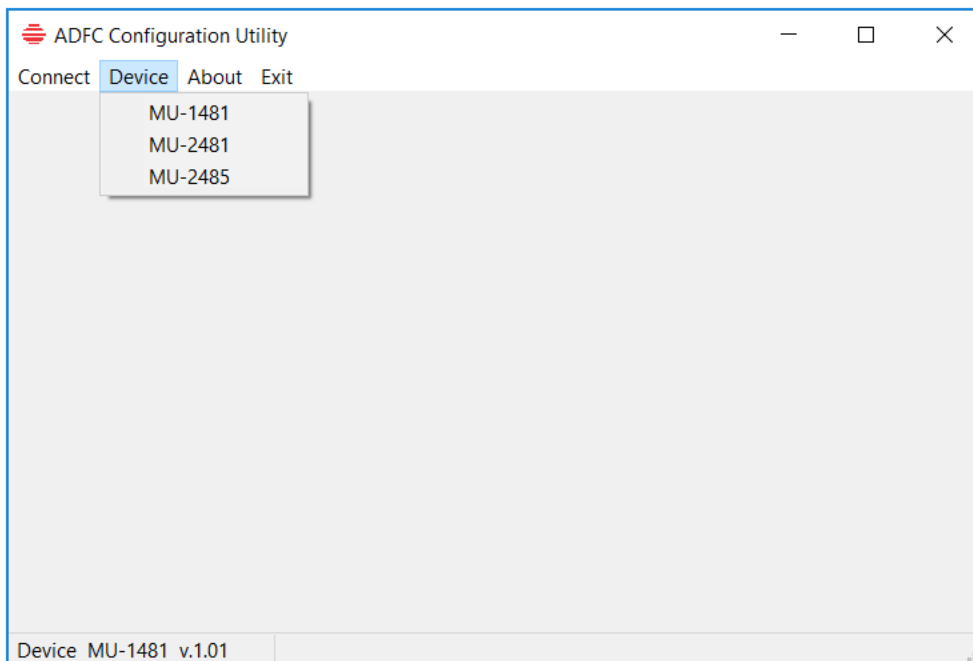 ADFC Configuration Utility
Connect Device About Exit
MU-1481
MU-2481
MU-2485
Device MU-1481 v.1.01